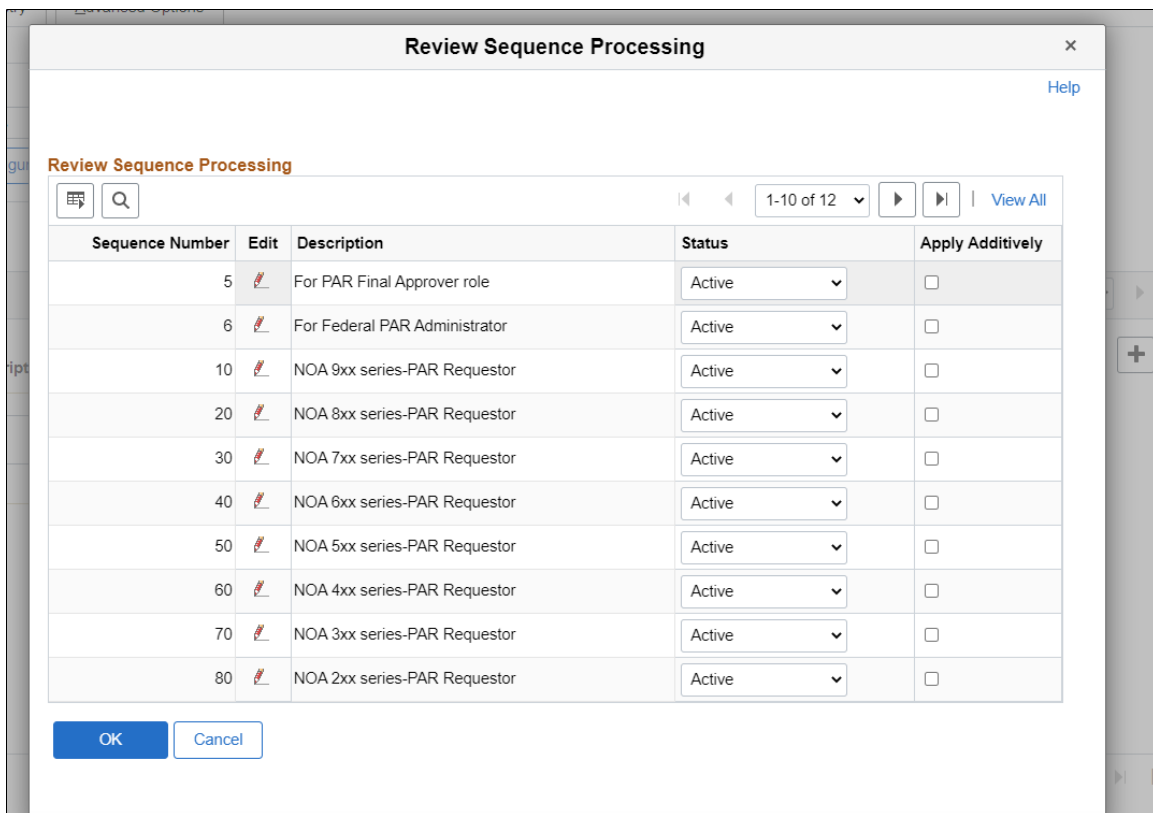 Advanced Options
Review Sequence Processing ×
Help
Review Sequence Processing
1-10 of 12 | View All
Sequence Number Edit Description Status Apply Additively
5 For PAR Final Approver role Active
6 For Federal PAR Administrator Active
10 NOA 9xx series-PAR Requestor Active
20 NOA 8xx series-PAR Requestor Active
30 NOA 7xx series-PAR Requestor Active
40 NOA 6xx series-PAR Requestor Active
50 NOA 5xx series-PAR Requestor Active
60 NOA 4xx series-PAR Requestor Active
70 NOA 3xx series-PAR Requestor Active
80 NOA 2xx series-PAR Requestor Active
OK Cancel